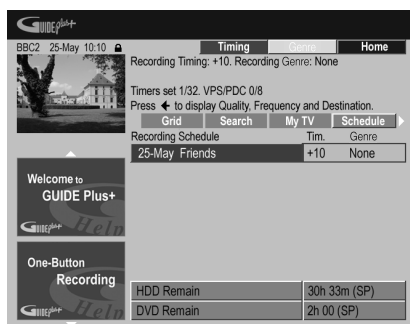 GUIDE Plus+
BBC2 25-May 10:10
Timing Genre Home
Recording Timing: +10. Recording Genre: None
Timers set 1/32. VPS/PDC 0/8
Press ← to display Quality, Frequency and Destination.
Grid Search My TV Schedule
Recording Schedule Tim. Genre
25-May Friends +10 None
Welcome to
GUIDE Plus+
GUIDE Plus+ Help
One-Button
Recording
GUIDE Plus+ Help
HDD Remain 30h 33m (SP)
DVD Remain 2h 00 (SP)